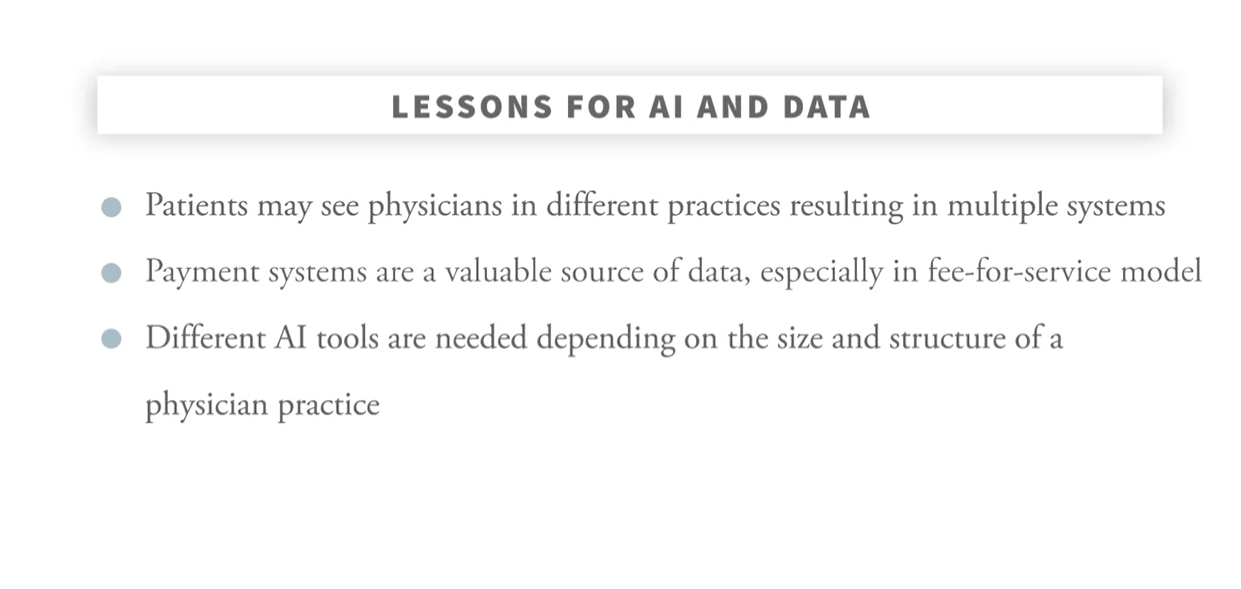 LESSONS FOR AI AND DATA
Patients may see physicians in different practices resulting in multiple systems
Payment systems are a valuable source of data, especially in fee-for-service model
Different AI tools are needed depending on the size and structure of a
physician practice